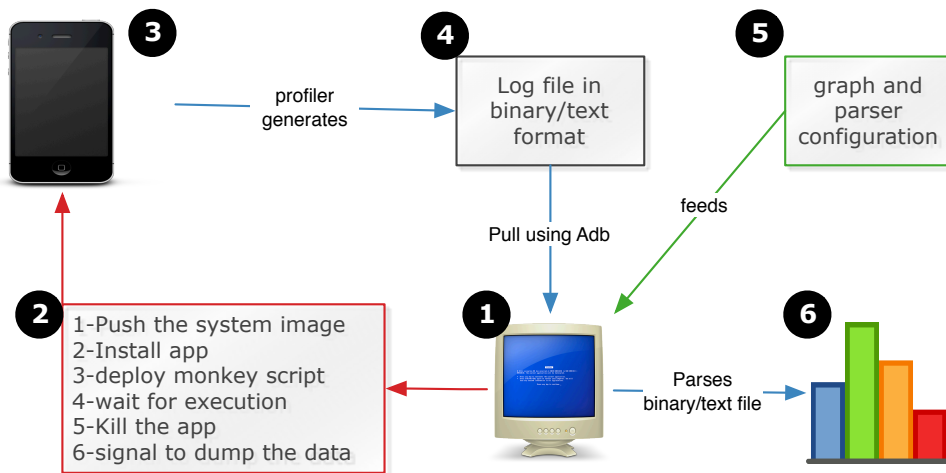 3
profiler
generates
4
Log file in
binary/text
format
5
graph and
parser
configuration
Pull using Adb
feeds
2
1-Push the system image
2-Install app
3-deploy monkey script
4-wait for execution
5-Kill the app
6-signal to dump the data
1
Parses
binary/text file
6